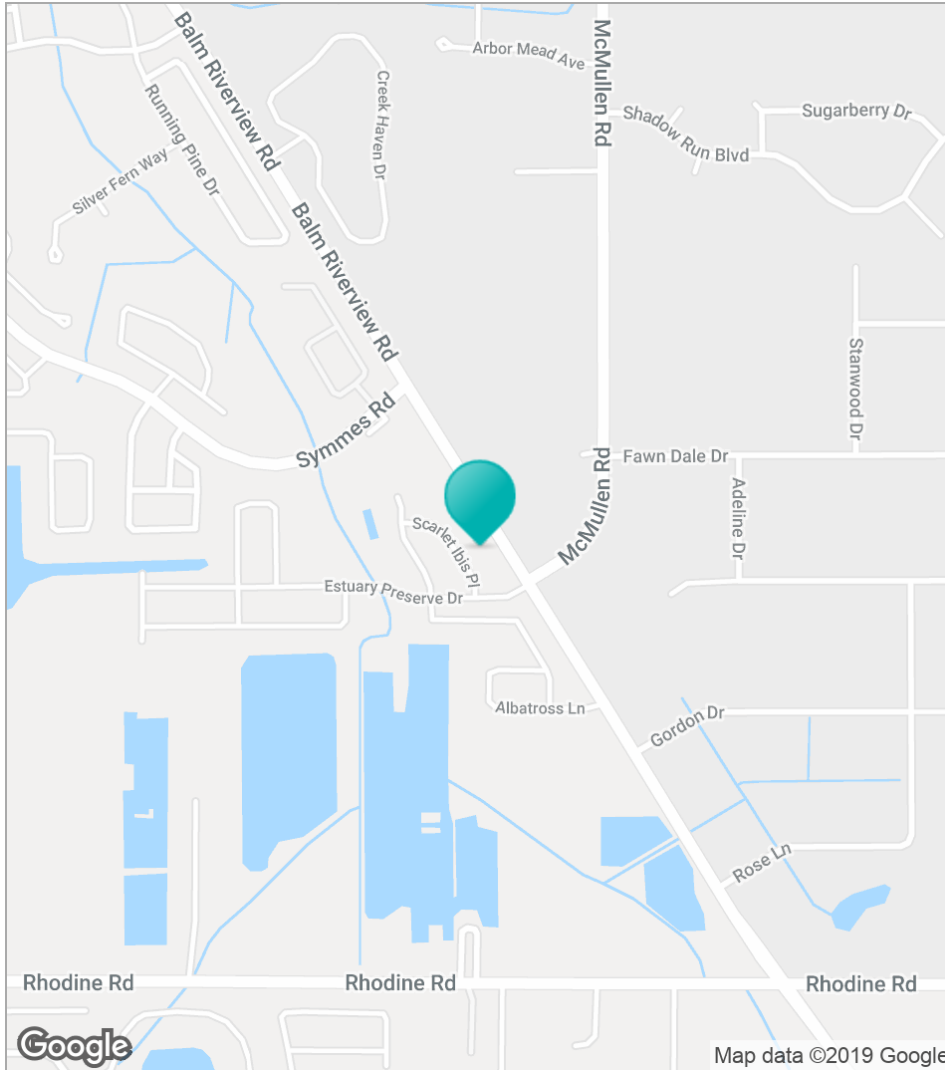 Balm Riverview Rd
McMullen Rd
Arbor Mead Ave
Creek Haven Dr
Running Pine Dr
Sugarberry Dr
Shadow Run Blvd
Silver Fern Way
Balm Riverview Rd
Stanwood Dr
Symmes Rd
McMullen Rd
Fawn Dale Dr
Adeline Dr
Scarlet Ibis Pl
Estuary Preserve Dr
Albatross Ln
Gordon Dr
Rose Ln
Rhodine Rd
Rhodine Rd
Rhodine Rd
Google
Map data ©2019 Google